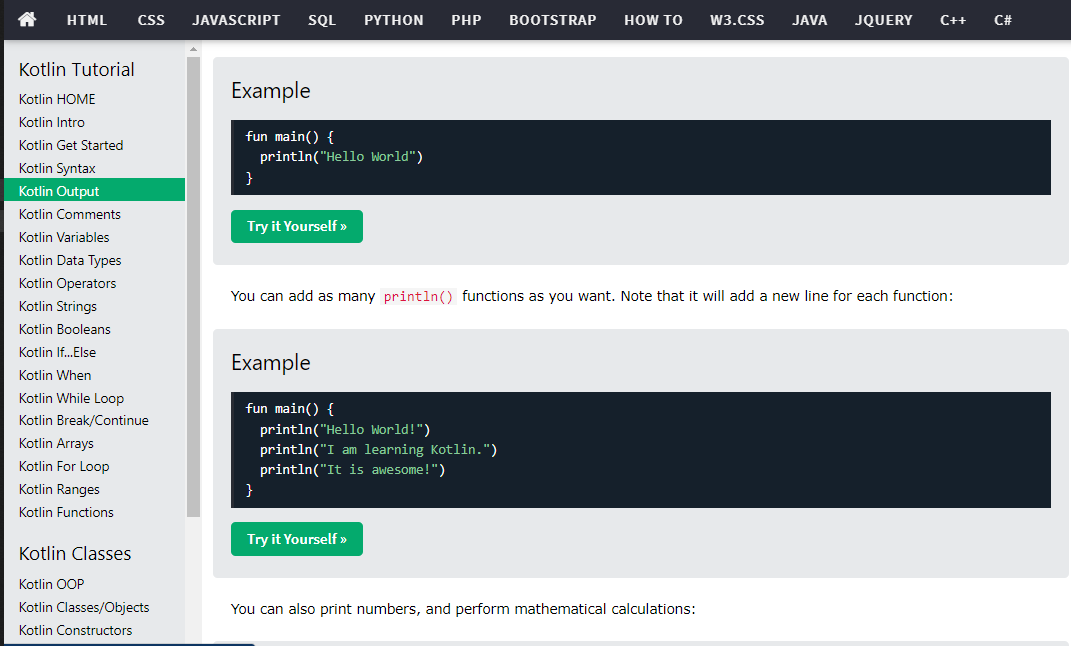 HTML CSS JAVASCRIPT SQL PYTHON PHP BOOTSTRAP HOW TO W3.CSS JAVA JQUERY C++ C#
Kotlin Tutorial
Kotlin HOME
Kotlin Intro
Kotlin Get Started
Kotlin Syntax
Kotlin Output
Kotlin Comments
Kotlin Variables
Kotlin Data Types
Kotlin Operators
Kotlin Strings
Kotlin Booleans
Kotlin If...Else
Kotlin When
Kotlin While Loop
Kotlin Break/Continue
Kotlin Arrays
Kotlin For Loop
Kotlin Ranges
Kotlin Functions
Kotlin Classes
Kotlin OOP
Kotlin Classes/Objects
Kotlin Constructors
Example
fun main() {
  println("Hello World")
}
Try it Yourself »
You can add as many println() functions as you want. Note that it will add a new line for each function:
Example
fun main() {
  println("Hello World!")
  println("I am learning Kotlin.")
  println("It is awesome!")
}
Try it Yourself »
You can also print numbers, and perform mathematical calculations: